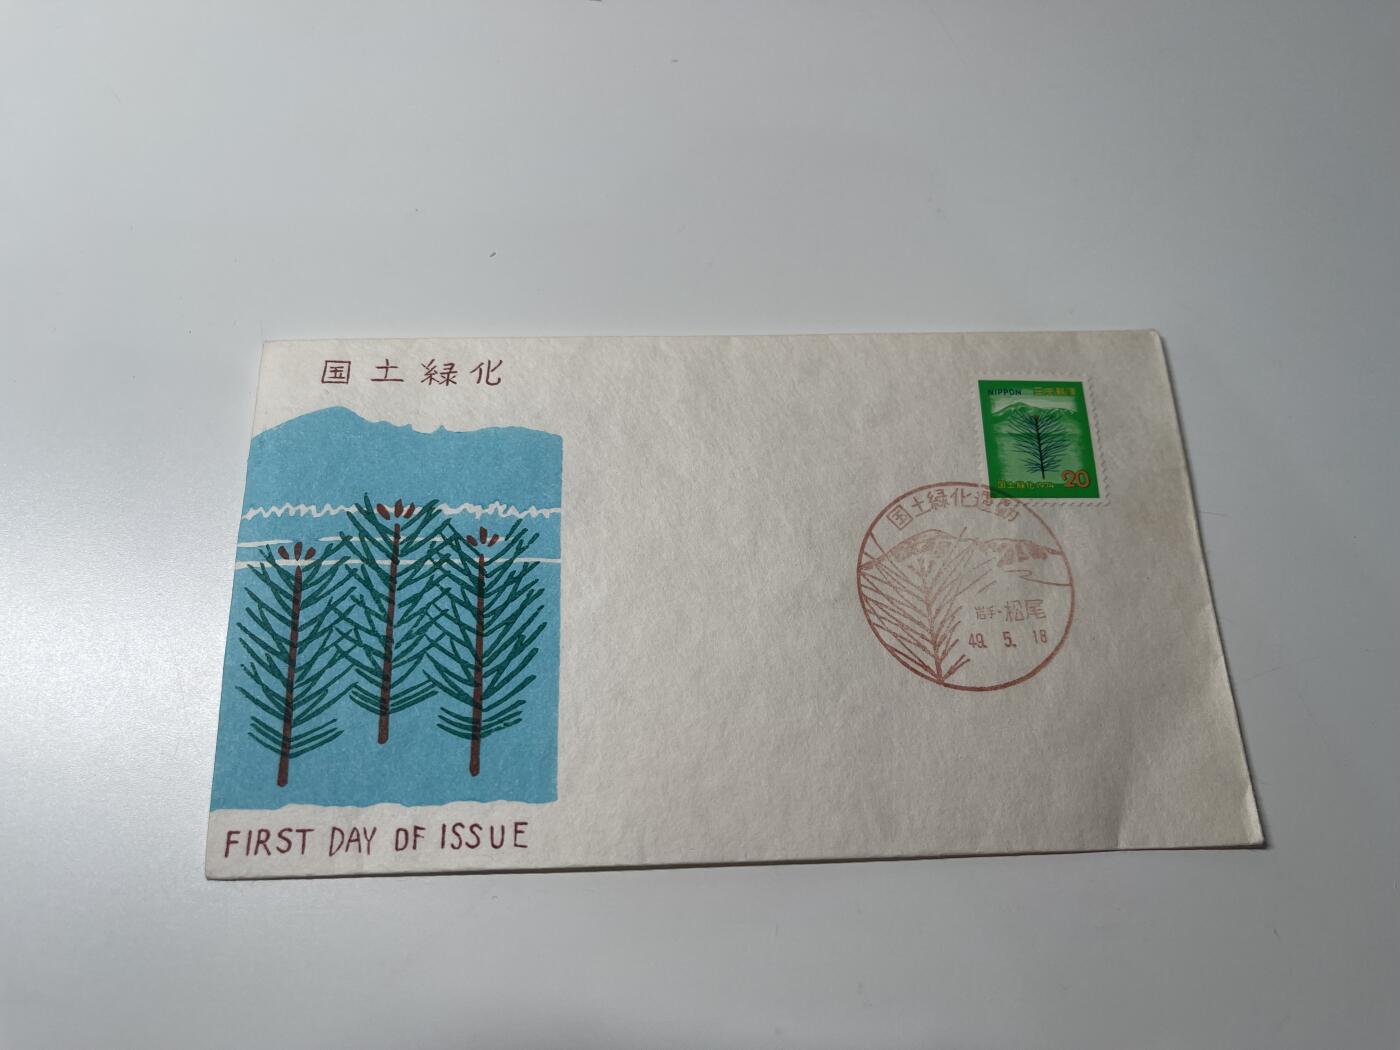 国土緑化
NIPPON 日本郵便
国土緑化 1974 20
国土緑化運動
岩手・松尾
49. 5. 18
FIRST DAY OF ISSUE